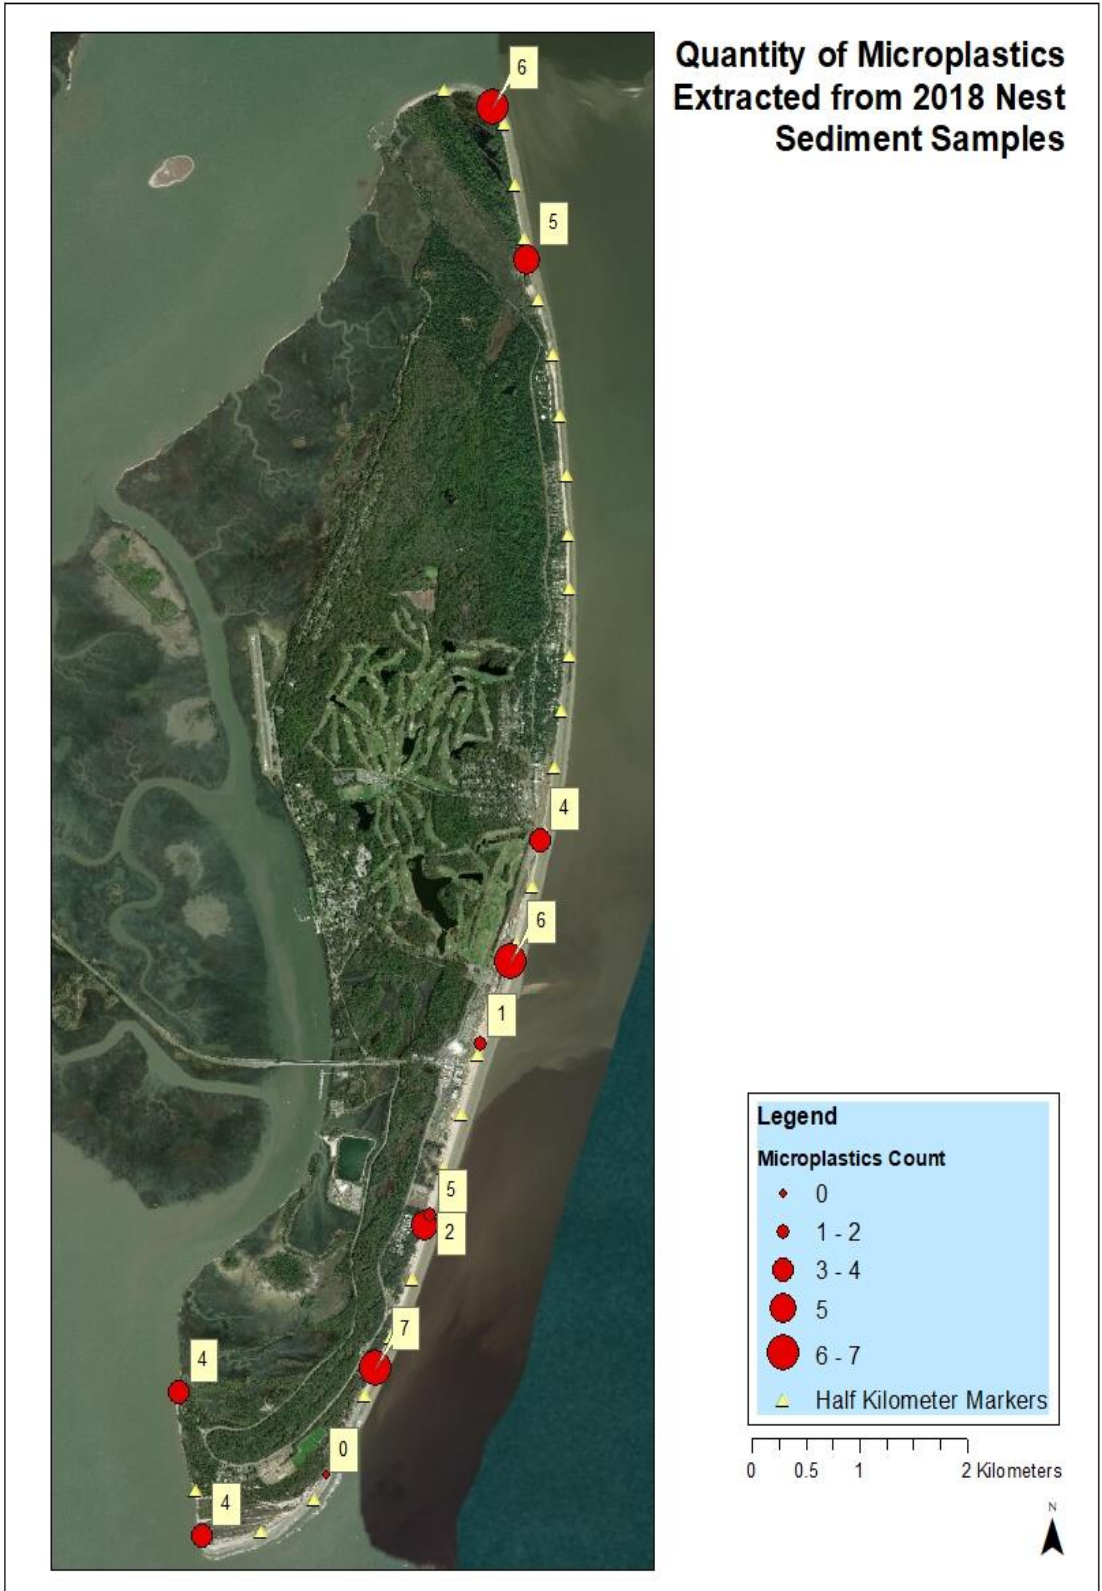 Quantity of Microplastics
Extracted from 2018 Nest
Sediment Samples
6
5
4
6
1
5
2
7
4
0
4
Legend
Microplastics Count
0
1 - 2
3 - 4
5
6 - 7
Half Kilometer Markers
0 0.5 1 2 Kilometers
N